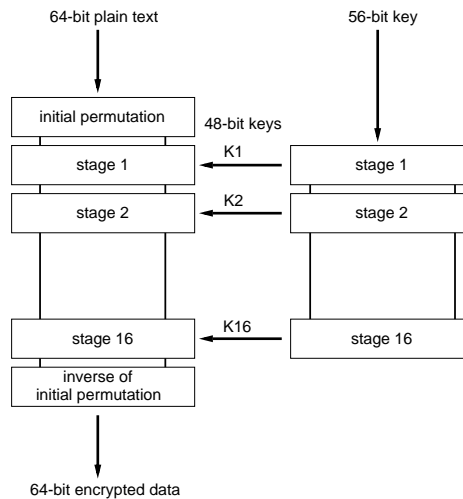 64-bit plain text
56-bit key
initial permutation
48-bit keys
stage 1
K1
stage 1
stage 2
K2
stage 2
stage 16
K16
stage 16
inverse of
initial permutation
64-bit encrypted data